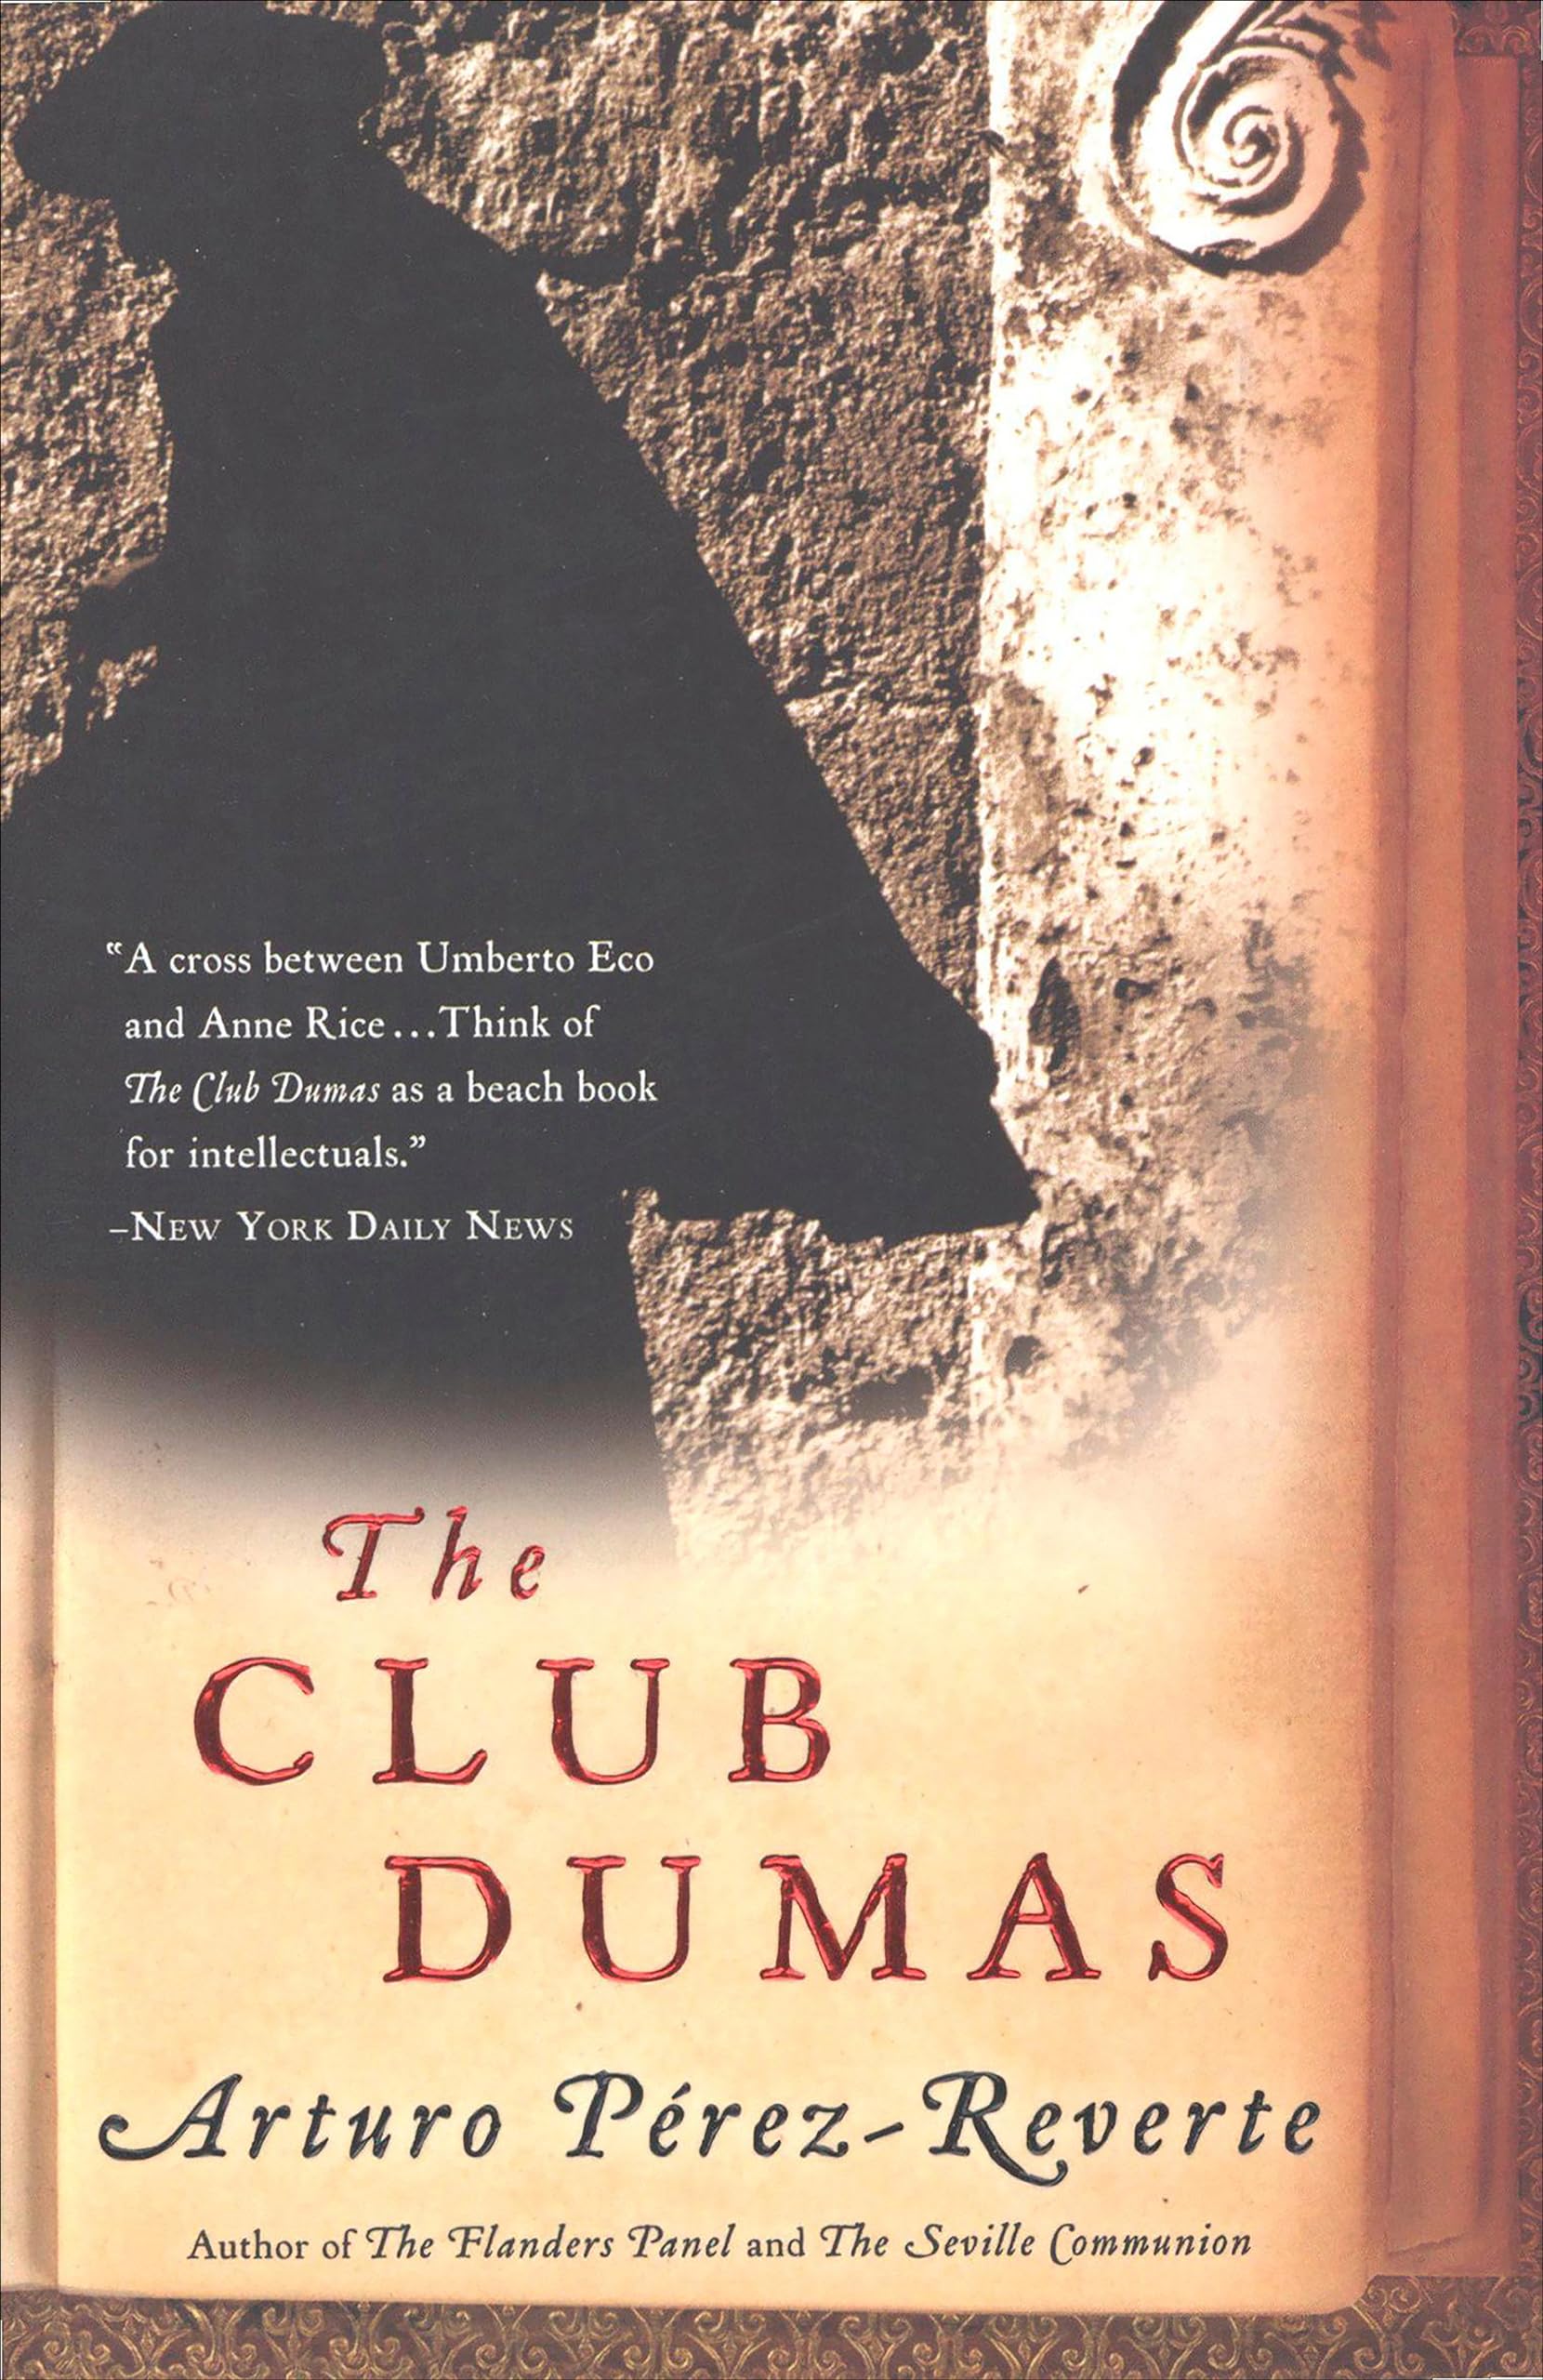 “A cross between Umberto Eco
and Anne Rice...Think of
The Club Dumas as a beach book
for intellectuals.”
–NEW YORK DAILY NEWS
The
CLUB
DUMAS
Arturo Pérez-Reverte
Author of The Flanders Panel and The Seville Communion